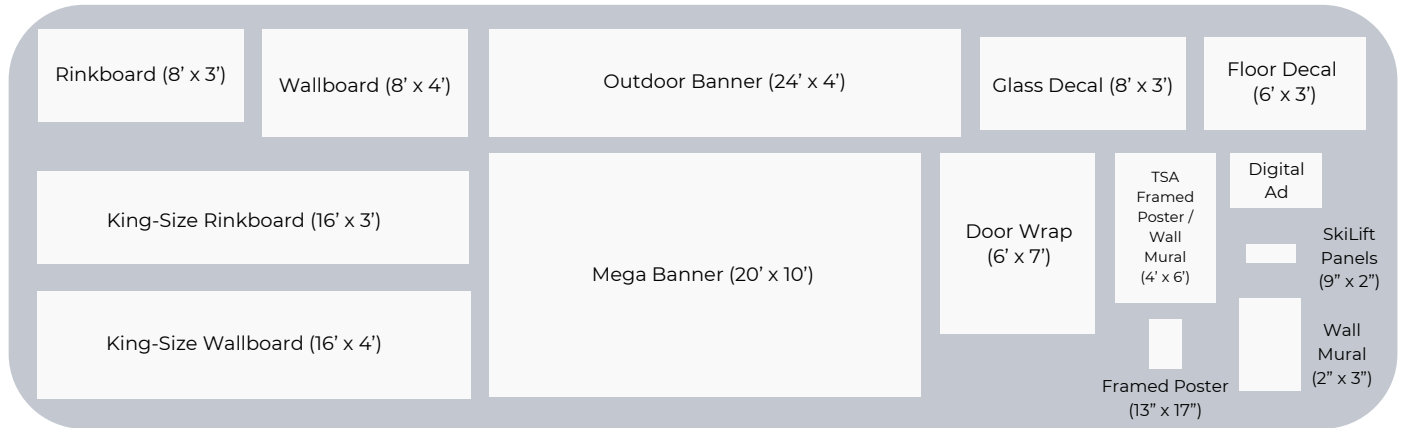 Rinkboard (8’ x 3’)
Wallboard (8’ x 4’)
Outdoor Banner (24’ x 4’)
Glass Decal (8’ x 3’)
Floor Decal
(6’ x 3’)
King-Size Rinkboard (16’ x 3’)
King-Size Wallboard (16’ x 4’)
Mega Banner (20’ x 10’)
Door Wrap
(6’ x 7’)
TSA
Framed
Poster /
Wall
Mural
(4’ x 6’)
Digital
Ad
SkiLift
Panels
(9” x 2”)
Framed Poster
(13” x 17”)
Wall
Mural
(2” x 3”)